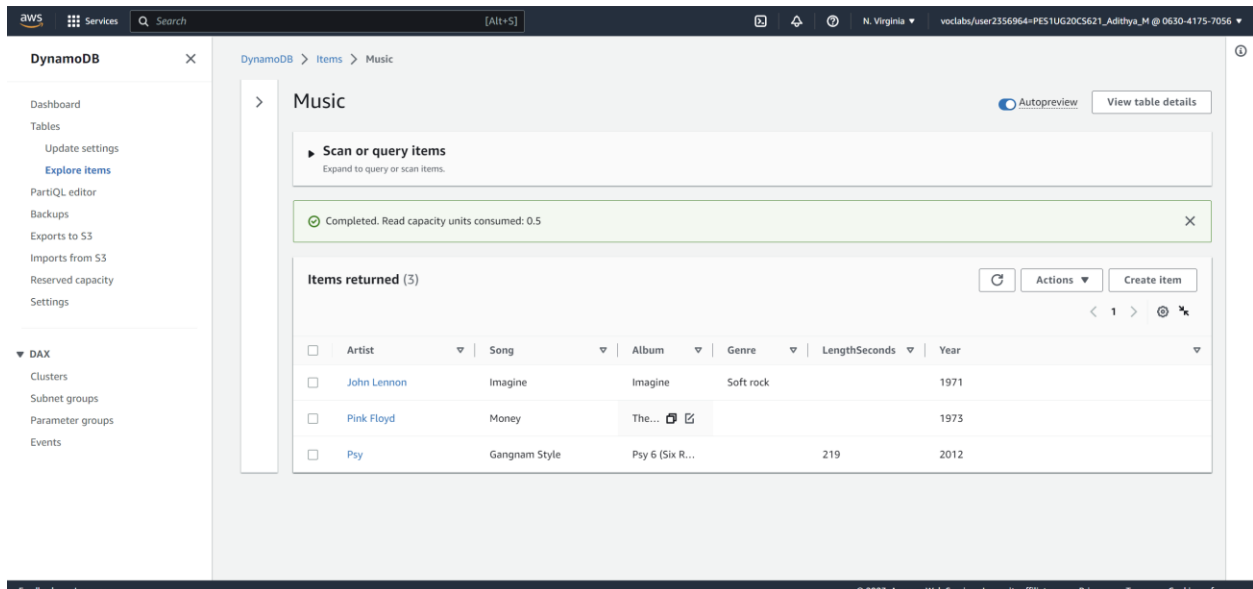 aws Services Search [Alt+S] N. Virginia voclabs/user2356964=PES1UG20CS621_Adithya_M @ 0630-4175-7056
DynamoDB
Dashboard
Tables
Update settings
Explore items
PartiQL editor
Backups
Exports to S3
Imports from S3
Reserved capacity
Settings
DAX
Clusters
Subnet groups
Parameter groups
Events
DynamoDB > Items > Music
Music
Autopreview View table details
Scan or query items
Expand to query or scan items.
Completed. Read capacity units consumed: 0.5
Items returned (3) Actions Create item
1
Artist Song Album Genre LengthSeconds Year
John Lennon Imagine Imagine Soft rock 1971
Pink Floyd Money The... 1973
Psy Gangnam Style Psy 6 (Six R... 219 2012